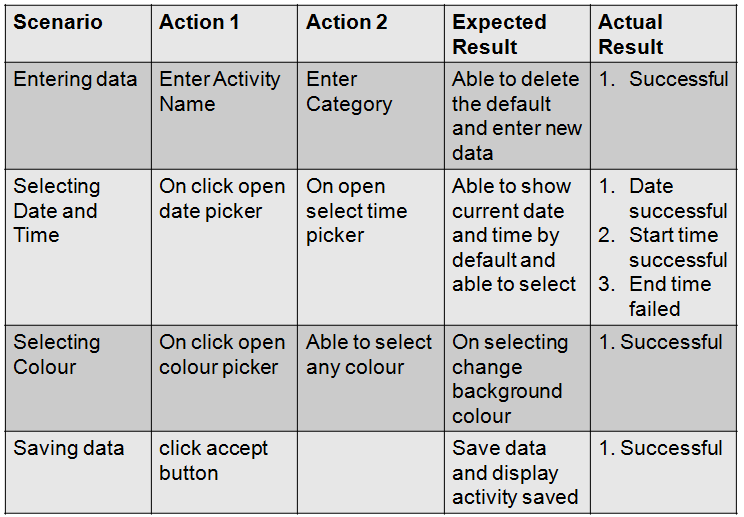 Scenario
Action 1
Action 2
Expected
Result
Actual
Result
Entering data
Enter Activity
Name
Enter
Category
Able to delete
the default
and enter new
data
1. Successful
Selecting
Date and
Time
On click open
date picker
On open
select time
picker
Able to show
current date
and time by
default and
able to select
1. Date
successful
2. Start time
successful
3. End time
failed
Selecting
Colour
On click open
colour picker
Able to select
any colour
On selecting
change
background
colour
1. Successful
Saving data
click accept
button
Save data
and display
activity saved
1. Successful